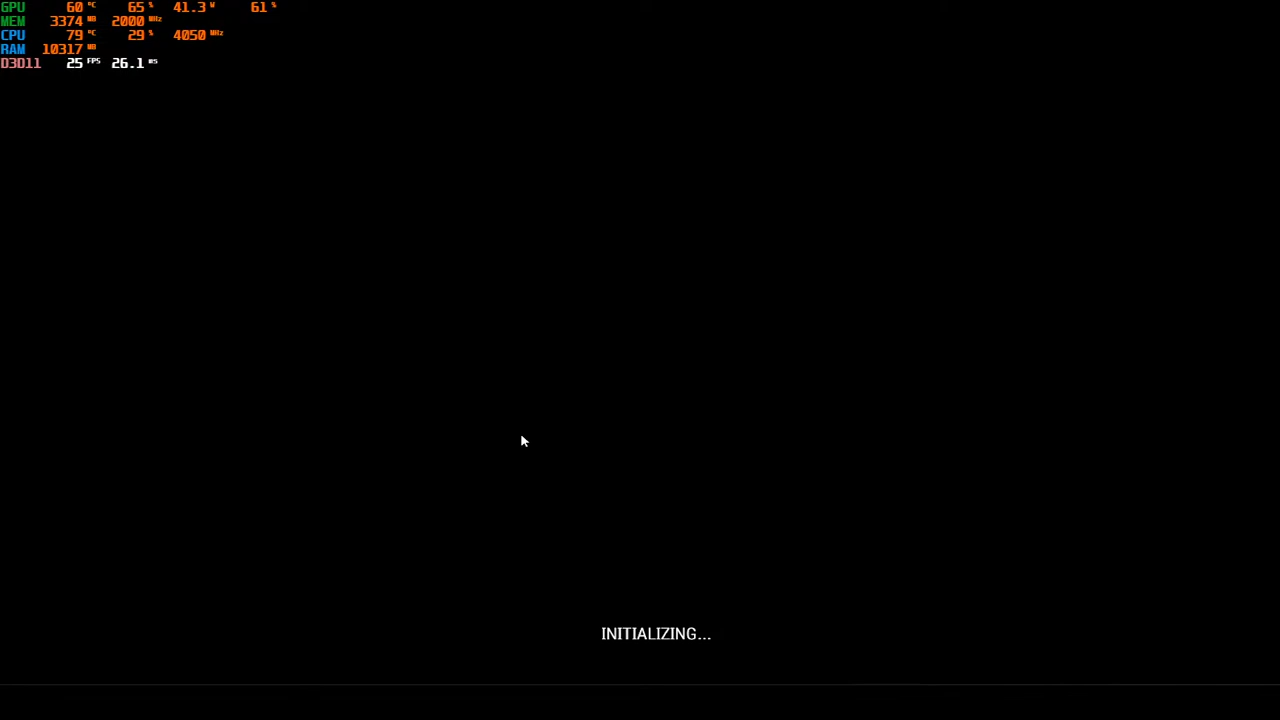 GPU 60 °C 65 % 41.3 W 61 %
MEM 3374 MB 2000 MHz
CPU 79 °C 29 % 4050 MHz
RAM 10317 MB
D3D11 25 FPS 26.1 ms
INITIALIZING...